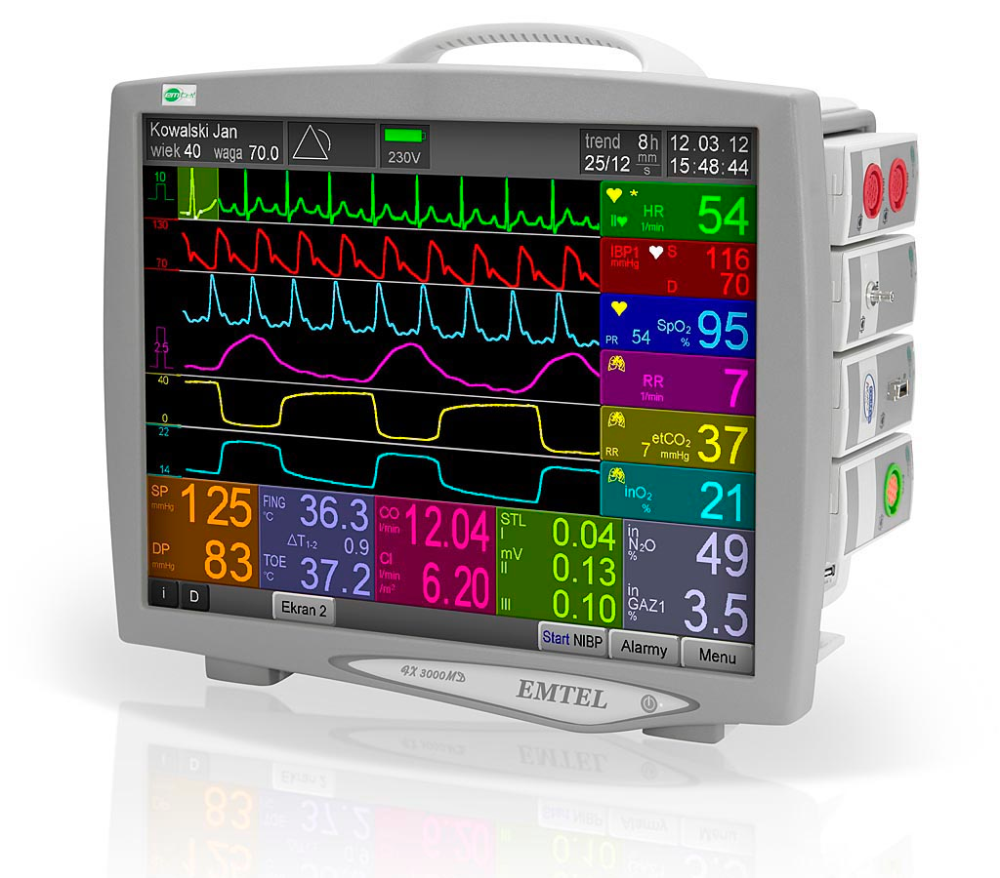 Kowalski Jan
wiek 40 waga 70.0
230V
trend 8h
25/12 mm
s
12.03.12
15:48:44
10
130
70
2.5
40
0
22
14
* HR 54
II 1/min
IBP1 S 116
mmHg
D 70
SpO₂ 95
PR 54 %
RR 7
1/min
etCO₂ 37
RR 7 mmHg
inO₂ 21
%
SP 125
mmHg
DP 83
mmHg
FING 36.3
°C
ΔT1-2 0.9
TOE 37.2
°C
CO 12.04
l/min
CI 6.20
l/min
/m²
STL
I 0.04
mV
II 0.13
III 0.10
in
N₂O 49
%
in
GAZ1 3.5
%
i D
Ekran 2
Start NIBP Alarmy Menu
FX 3000MD EMTEL